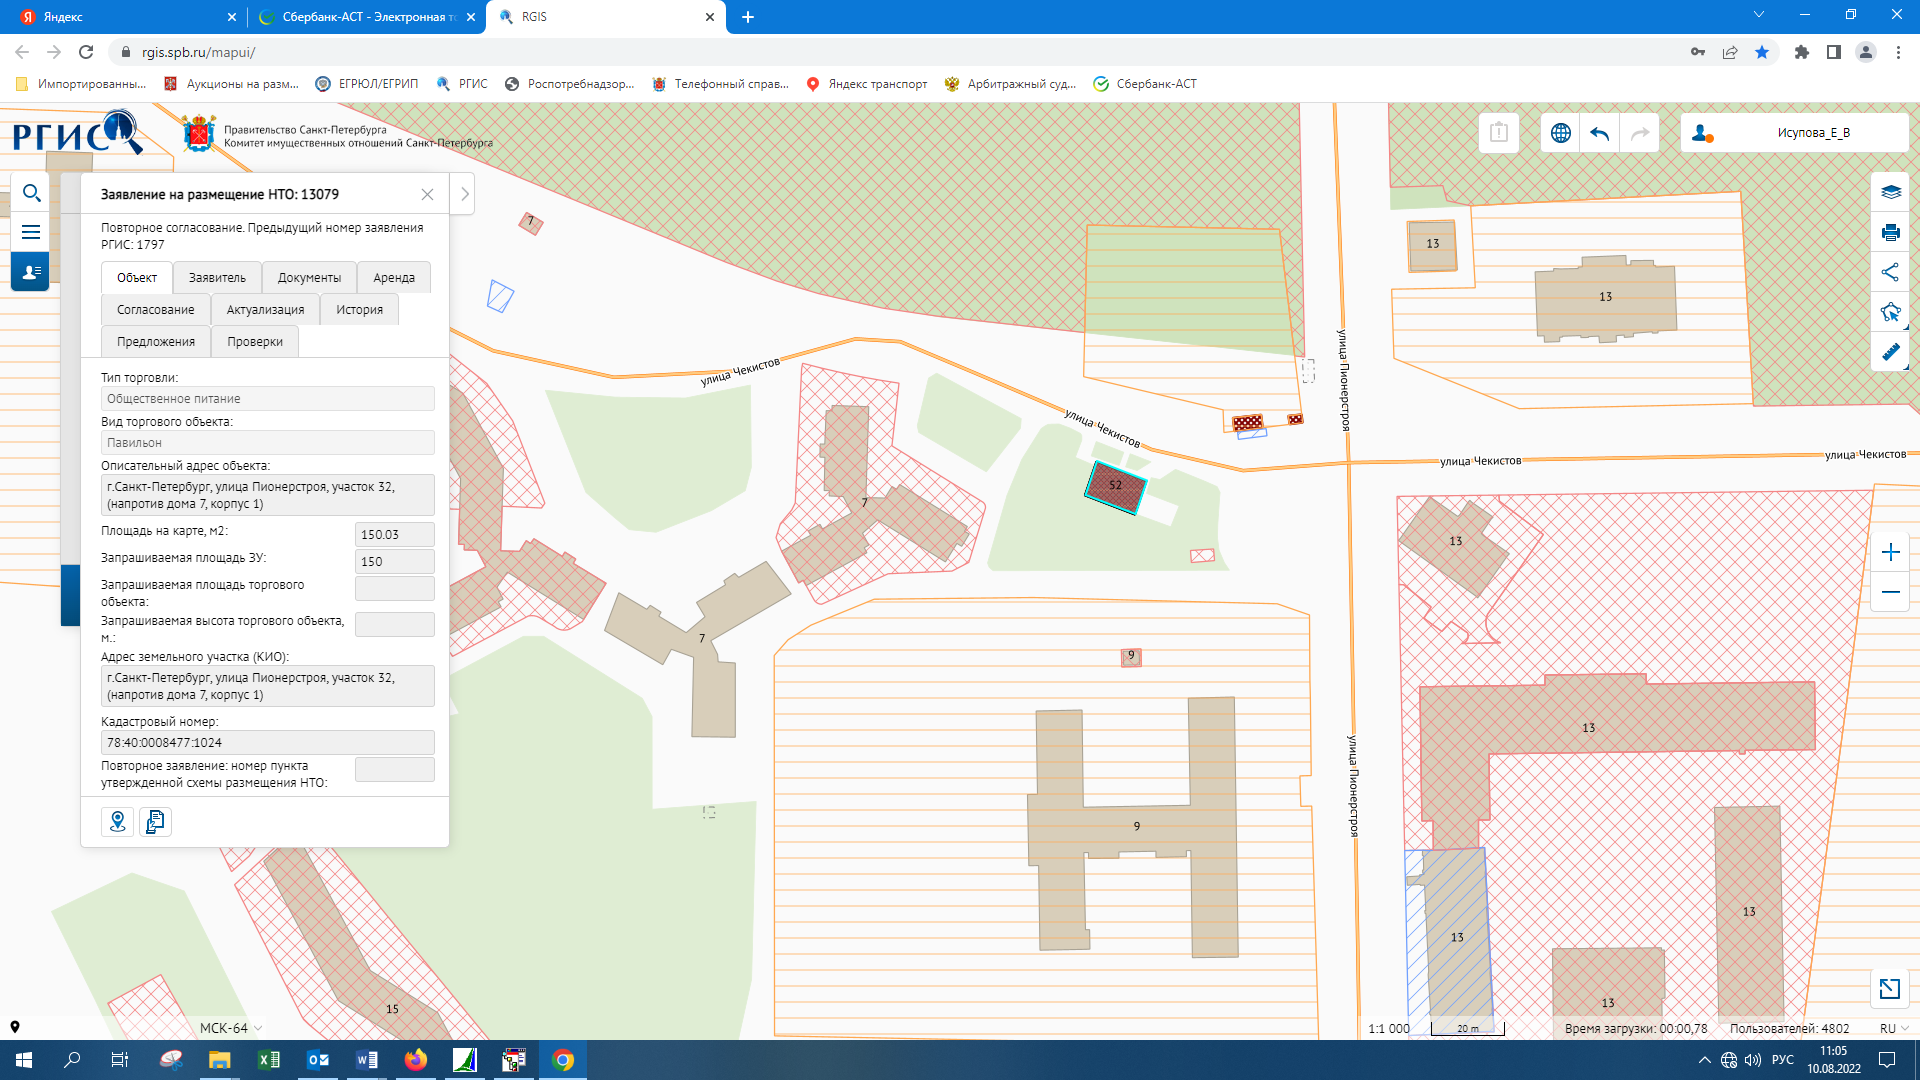 Яндекс
Сбербанк-АСТ - Электронная то
RGIS
rgis.spb.ru/mapui/
Импортированны...
Аукционы на разм...
ЕГРЮЛ/ЕГРИП
РГИС
Роспотребнадзор...
Телефонный справ...
Яндекс транспорт
Арбитражный суд...
Сбербанк-АСТ
РГИС
Правительство Санкт-Петербурга
Комитет имущественных отношений Санкт-Петербурга
Исупова_Е_В
Заявление на размещение НТО: 13079
Повторное согласование. Предыдущий номер заявления
РГИС: 1797
Объект
Заявитель
Документы
Аренда
Согласование
Актуализация
История
Предложения
Проверки
Тип торговли:
Общественное питание
Вид торгового объекта:
Павильон
Описательный адрес объекта:
г.Санкт-Петербург, улица Пионерстроя, участок 32,
(напротив дома 7, корпус 1)
Площадь на карте, м2:
150.03
Запрашиваемая площадь ЗУ:
150
Запрашиваемая площадь торгового
объекта:
Запрашиваемая высота торгового объекта,
м.:
Адрес земельного участка (КИО):
г.Санкт-Петербург, улица Пионерстроя, участок 32,
(напротив дома 7, корпус 1)
Кадастровый номер:
78:40:0008477:1024
Повторное заявление: номер пункта
утвержденной схемы размещения НТО:
7
13
13
улица Чекистов
улица Пионерстроя
улица Чекистов
улица Чекистов
улица Чекистов
52
7
13
7
9
13
улица Пионерстроя
9
13
13
15
13
МСК-64
1:1 000
20 m
Время загрузки: 00:00,78
Пользователей: 4802
RU
РУС
11:05
10.08.2022